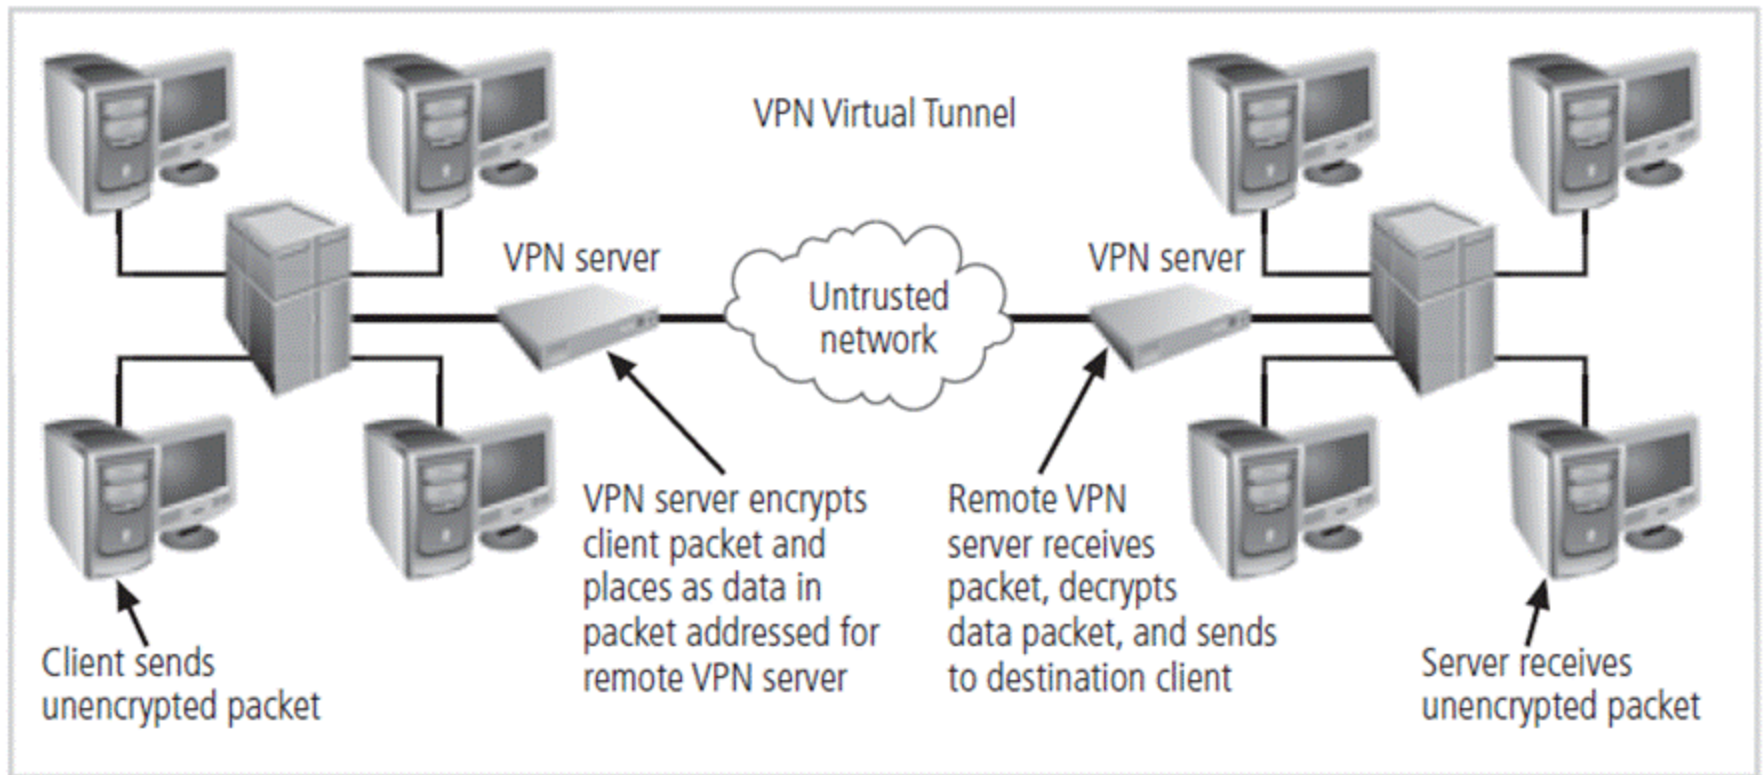 VPN Virtual Tunnel
VPN server
Untrusted
network
VPN server
Client sends
unencrypted packet
VPN server encrypts
client packet and
places as data in
packet addressed for
remote VPN server
Remote VPN
server receives
packet, decrypts
data packet, and sends
to destination client
Server receives
unencrypted packet